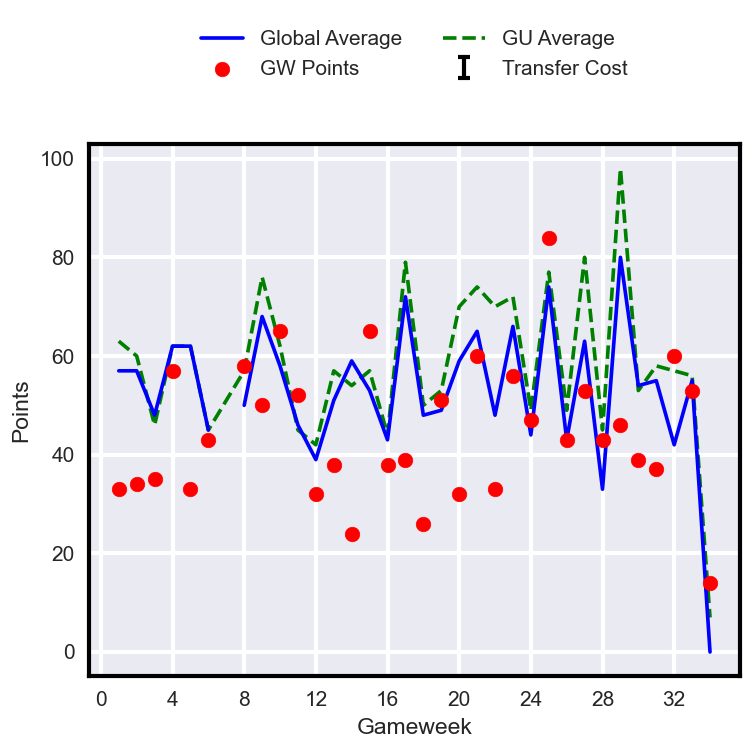 Global Average
GU Average
GW Points
Transfer Cost
100
80
60
40
20
0
Points
0 4 8 12 16 20 24 28 32
Gameweek